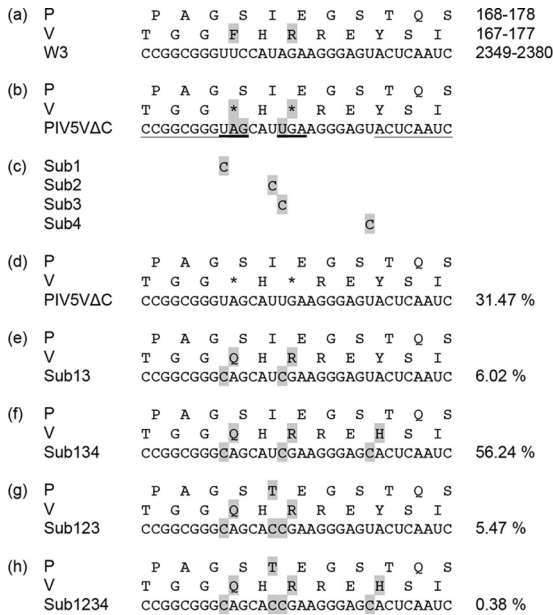 (a) P P A G S I E G S T Q S 168-178
V T G G F H R R E Y S I 167-177
W3 CCGGCGGGUUCCAUAGAAGGGAGUACUCAAUC 2349-2380
(b) P P A G S I E G S T Q S
V T G G * H * R E Y S I
PIV5VΔC CCGGCGGGUAGCAUUGAAGGGAGUACUCAAUC
(c) Sub1 C
Sub2 C
Sub3 C
Sub4 C
(d) P P A G S I E G S T Q S
V T G G * H * R E Y S I
PIV5VΔC CCGGCGGGUAGCAUUGAAGGGAGUACUCAAUC 31.47 %
(e) P P A G S I E G S T Q S
V T G G Q H R R E Y S I
Sub13 CCGGCGGGCAGCAUCGAAGGGAGUACUCAAUC 6.02 %
(f) P P A G S I E G S T Q S
V T G G Q H R R E H S I
Sub134 CCGGCGGGCAGCAUCGAAGGGAGCACUCAAUC 56.24 %
(g) P P A G S T E G S T Q S
V T G G Q H R R E Y S I
Sub123 CCGGCGGGCAGCACCGAAGGGAGUACUCAAUC 5.47 %
(h) P P A G S T E G S T Q S
V T G G Q H R R E H S I
Sub1234 CCGGCGGGCAGCACCGAAGGGAGCACUCAAUC 0.38 %